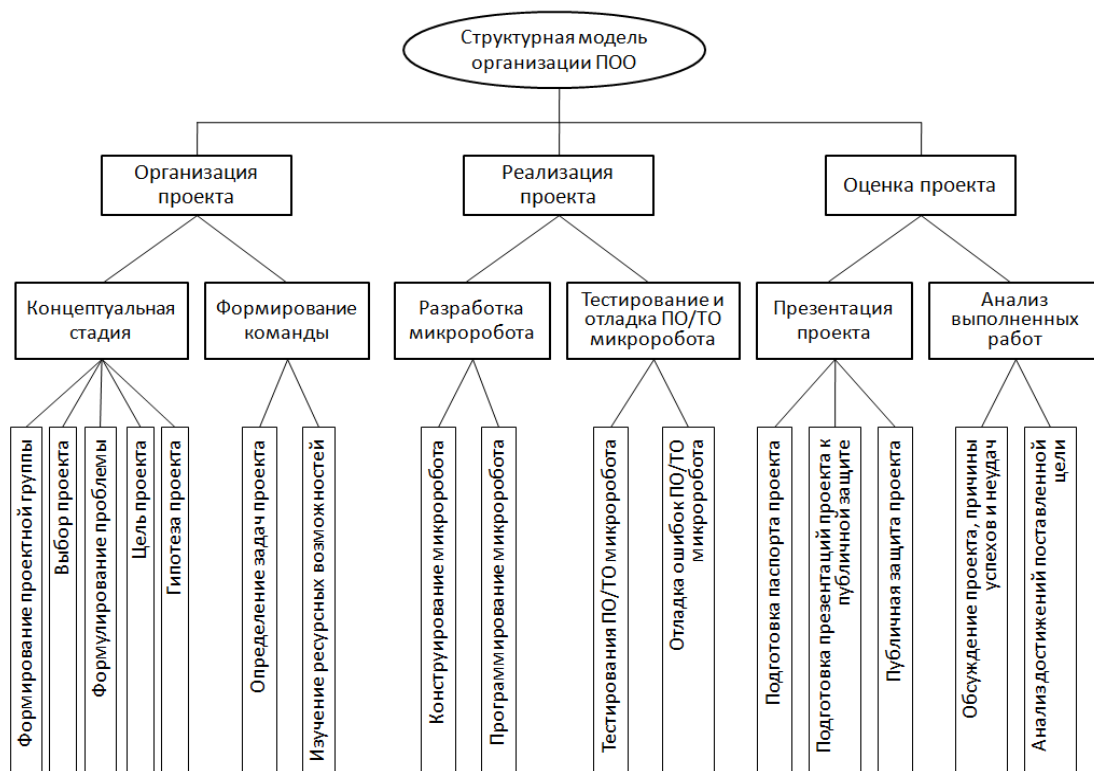 Структурная модель
организации ПОО
Организация
проекта
Реализация
проекта
Оценка проекта
Концептуальная
стадия
Формирование
команды
Разработка
микроробота
Тестирование и
отладка ПО/ТО
микроробота
Презентация
проекта
Анализ
выполненных
работ
Формирование проектной группы
Выбор проекта
Формулирование проблемы
Цель проекта
Гипотеза проекта
Определение задач проекта
Изучение ресурсных возможностей
Конструирование микроробота
Программирование микроробота
Тестирования ПО/ТО микроробота
Отладка ошибок ПО/ТО
микроробота
Подготовка паспорта проекта
Подготовка презентаций проекта к
публичной защите
Публичная защита проекта
Обсуждение проекта, причины
успехов и неудач
Анализ достижений поставленной
цели